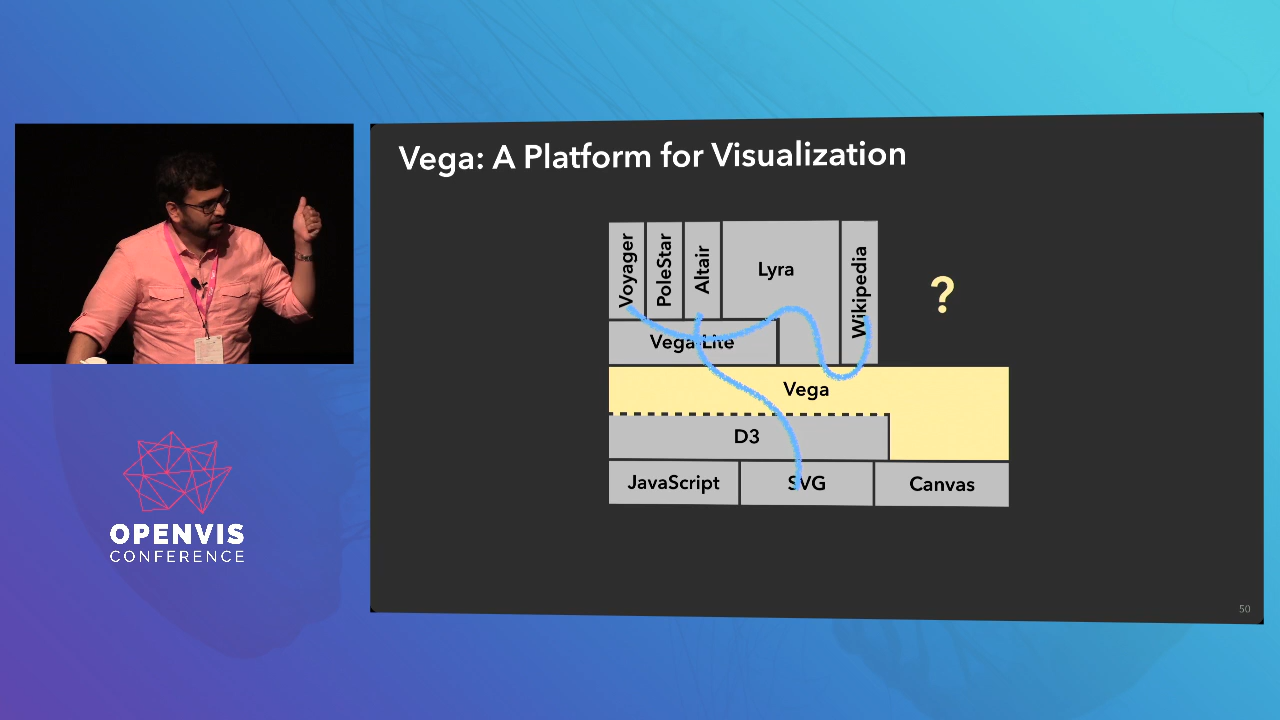 Vega: A Platform for Visualization
Voyager
PoleStar
Altair
Lyra
Wikipedia
?
Vega-Lite
Vega
D3
JavaScript
SVG
Canvas
50
OPENVIS
CONFERENCE